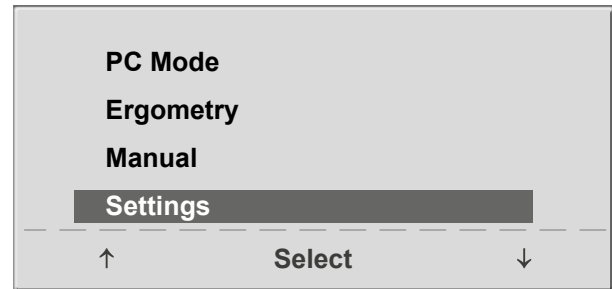 PC Mode
Ergometry
Manual
Settings
↑ Select ↓